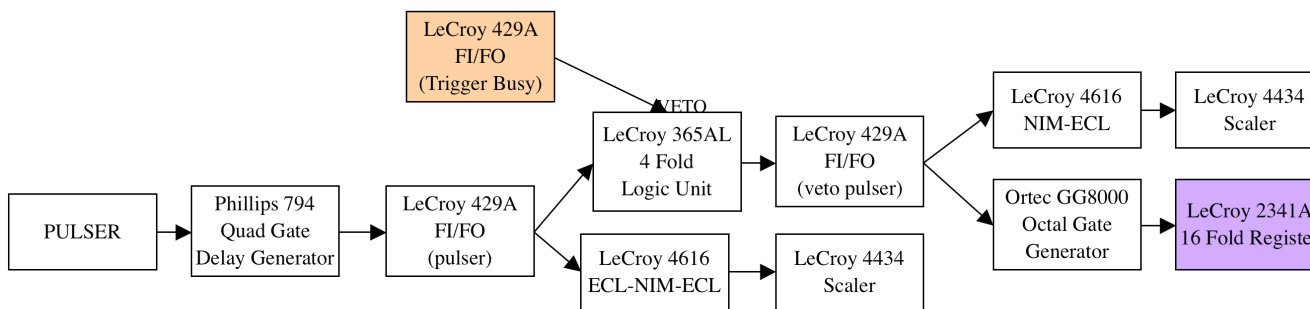 LeCroy 429A
FI/FO
(Trigger Busy)
VETO
LeCroy 365AL
4 Fold
Logic Unit
LeCroy 429A
FI/FO
(veto pulser)
LeCroy 4616
NIM-ECL
LeCroy 4434
Scaler
PULSER
Phillips 794
Quad Gate
Delay Generator
LeCroy 429A
FI/FO
(pulser)
LeCroy 4616
ECL-NIM-ECL
LeCroy 4434
Scaler
Ortec GG8000
Octal Gate
Generator
LeCroy 2341A
16 Fold Registe